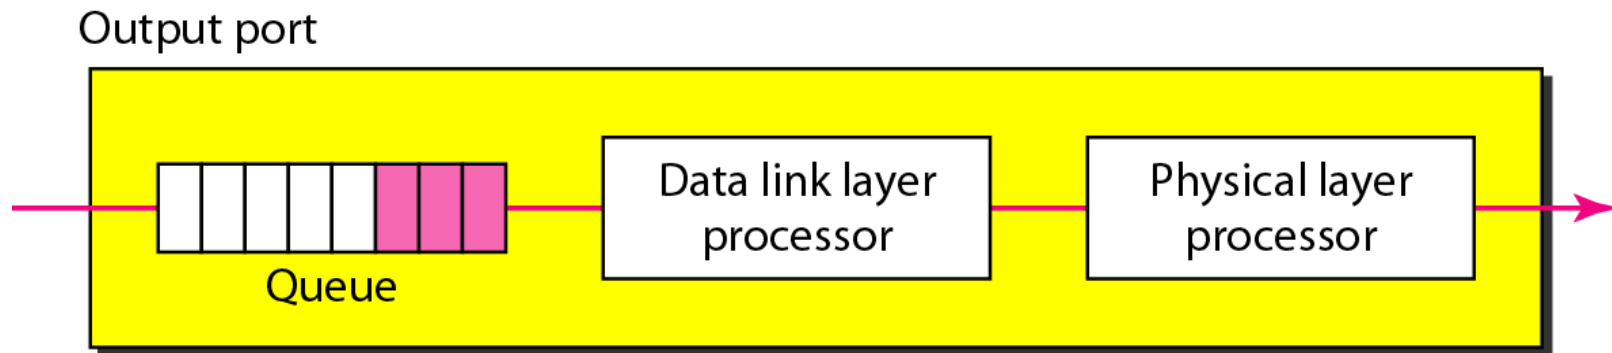 Output port
Queue
Data link layer
processor
Physical layer
processor